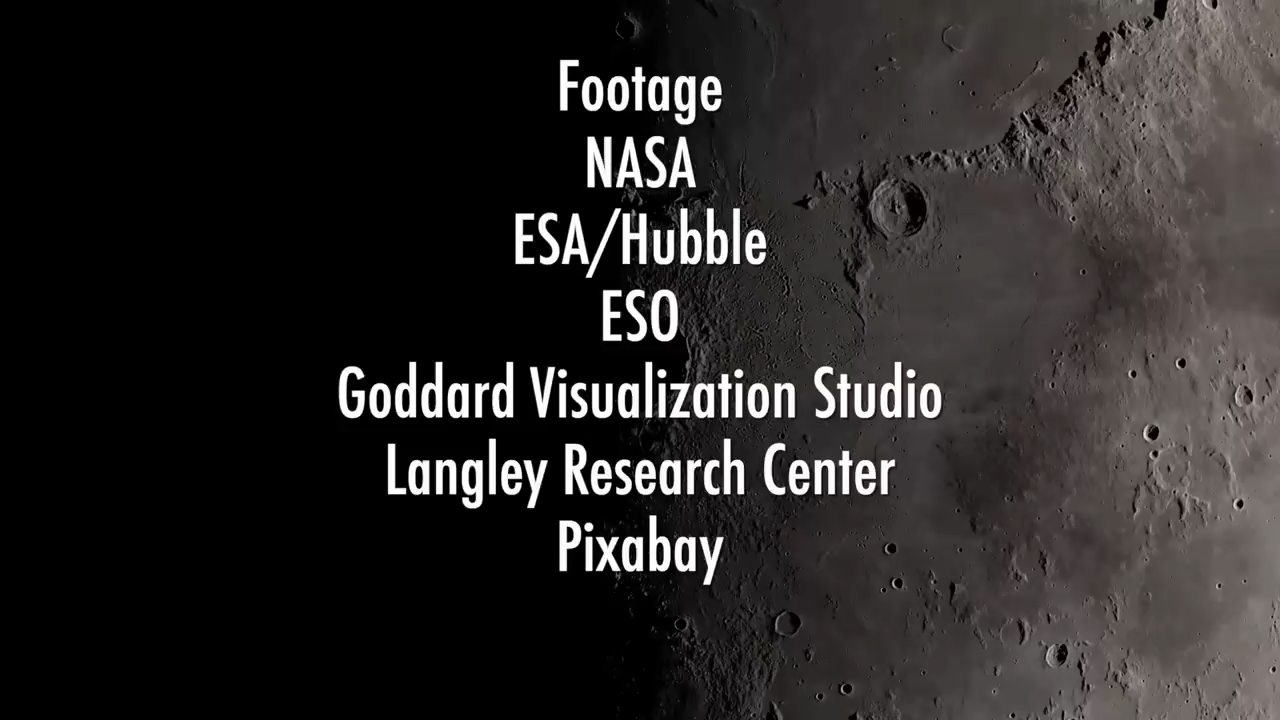 Footage
NASA
ESA/Hubble
ESO
Goddard Visualization Studio
Langley Research Center
Pixabay